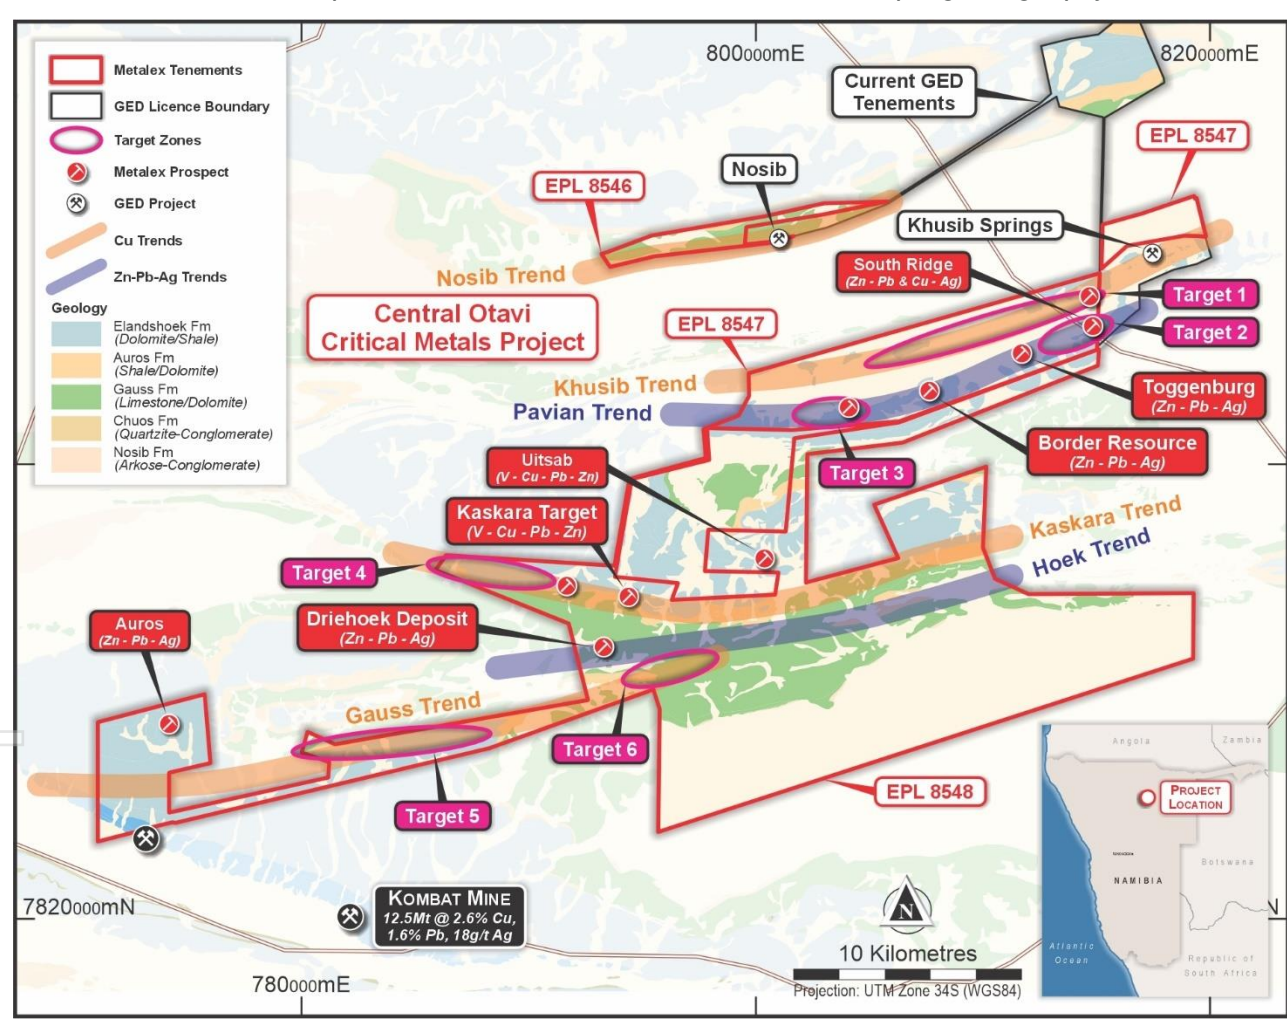 800000mE
820000mE
Metalex Tenements
GED Licence Boundary
Target Zones
Metalex Prospect
GED Project
Cu Trends
Zn-Pb-Ag Trends
Geology
Elandshoek Fm
(Dolomite/Shale)
Auros Fm
(Shale/Dolomite)
Gauss Fm
(Limestone/Dolomite)
Chuos Fm
(Quartzite-Conglomerate)
Nosib Fm
(Arkose-Conglomerate)
Current GED
Tenements
EPL 8547
Nosib
EPL 8546
Khusib Springs
Nosib Trend
South Ridge
(Zn - Pb & Cu - Ag)
Target 1
Target 2
Central Otavi
Critical Metals Project
EPL 8547
Khusib Trend
Pavian Trend
Toggenburg
(Zn - Pb - Ag)
Border Resource
(Zn - Pb - Ag)
Target 3
Uitsab
(V - Cu - Pb - Zn)
Kaskara Target
(V - Cu - Pb - Zn)
Kaskara Trend
Hoek Trend
Target 4
Driehoek Deposit
(Zn - Pb - Ag)
Auros
(Zn - Pb - Ag)
Gauss Trend
Target 6
Target 5
EPL 8548
KOMBAT MINE
12.5Mt @ 2.6% Cu,
1.6% Pb, 18g/t Ag
7820000mN
N
780000mE
N
10 Kilometres
Projection: UTM Zone 34S (WGS84)
Angola
Zambia
PROJECT
LOCATION
Botswana
NAMIBIA
Atlantic
Ocean
Republic of
South Africa